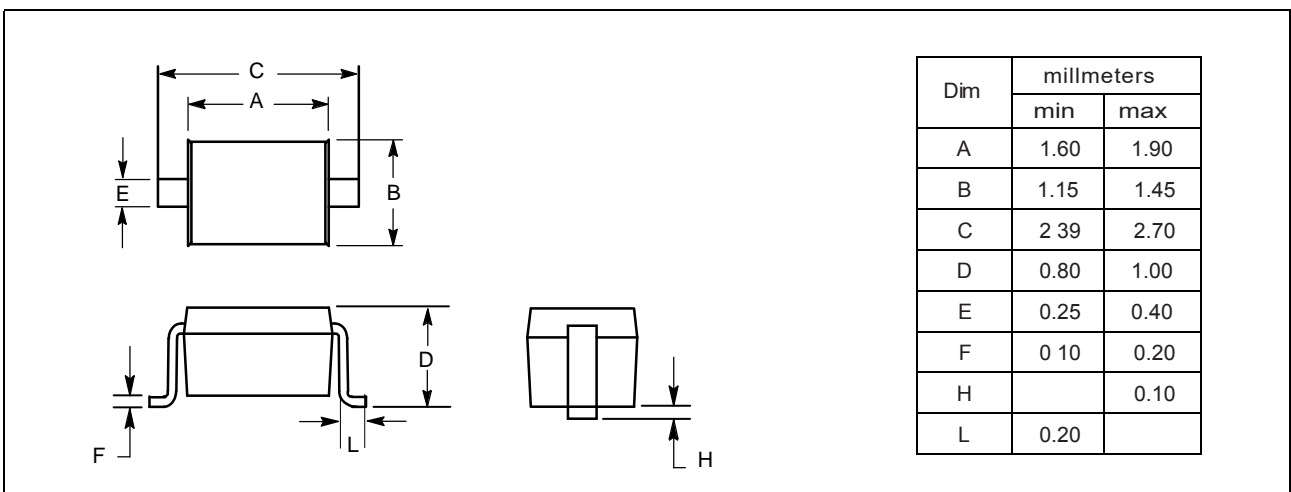 C
A
E
B
D
F
L
H
Dim millmeters
min max
A 1.60 1.90
B 1.15 1.45
C 2 39 2.70
D 0.80 1.00
E 0.25 0.40
F 0 10 0.20
H 0.10
L 0.20